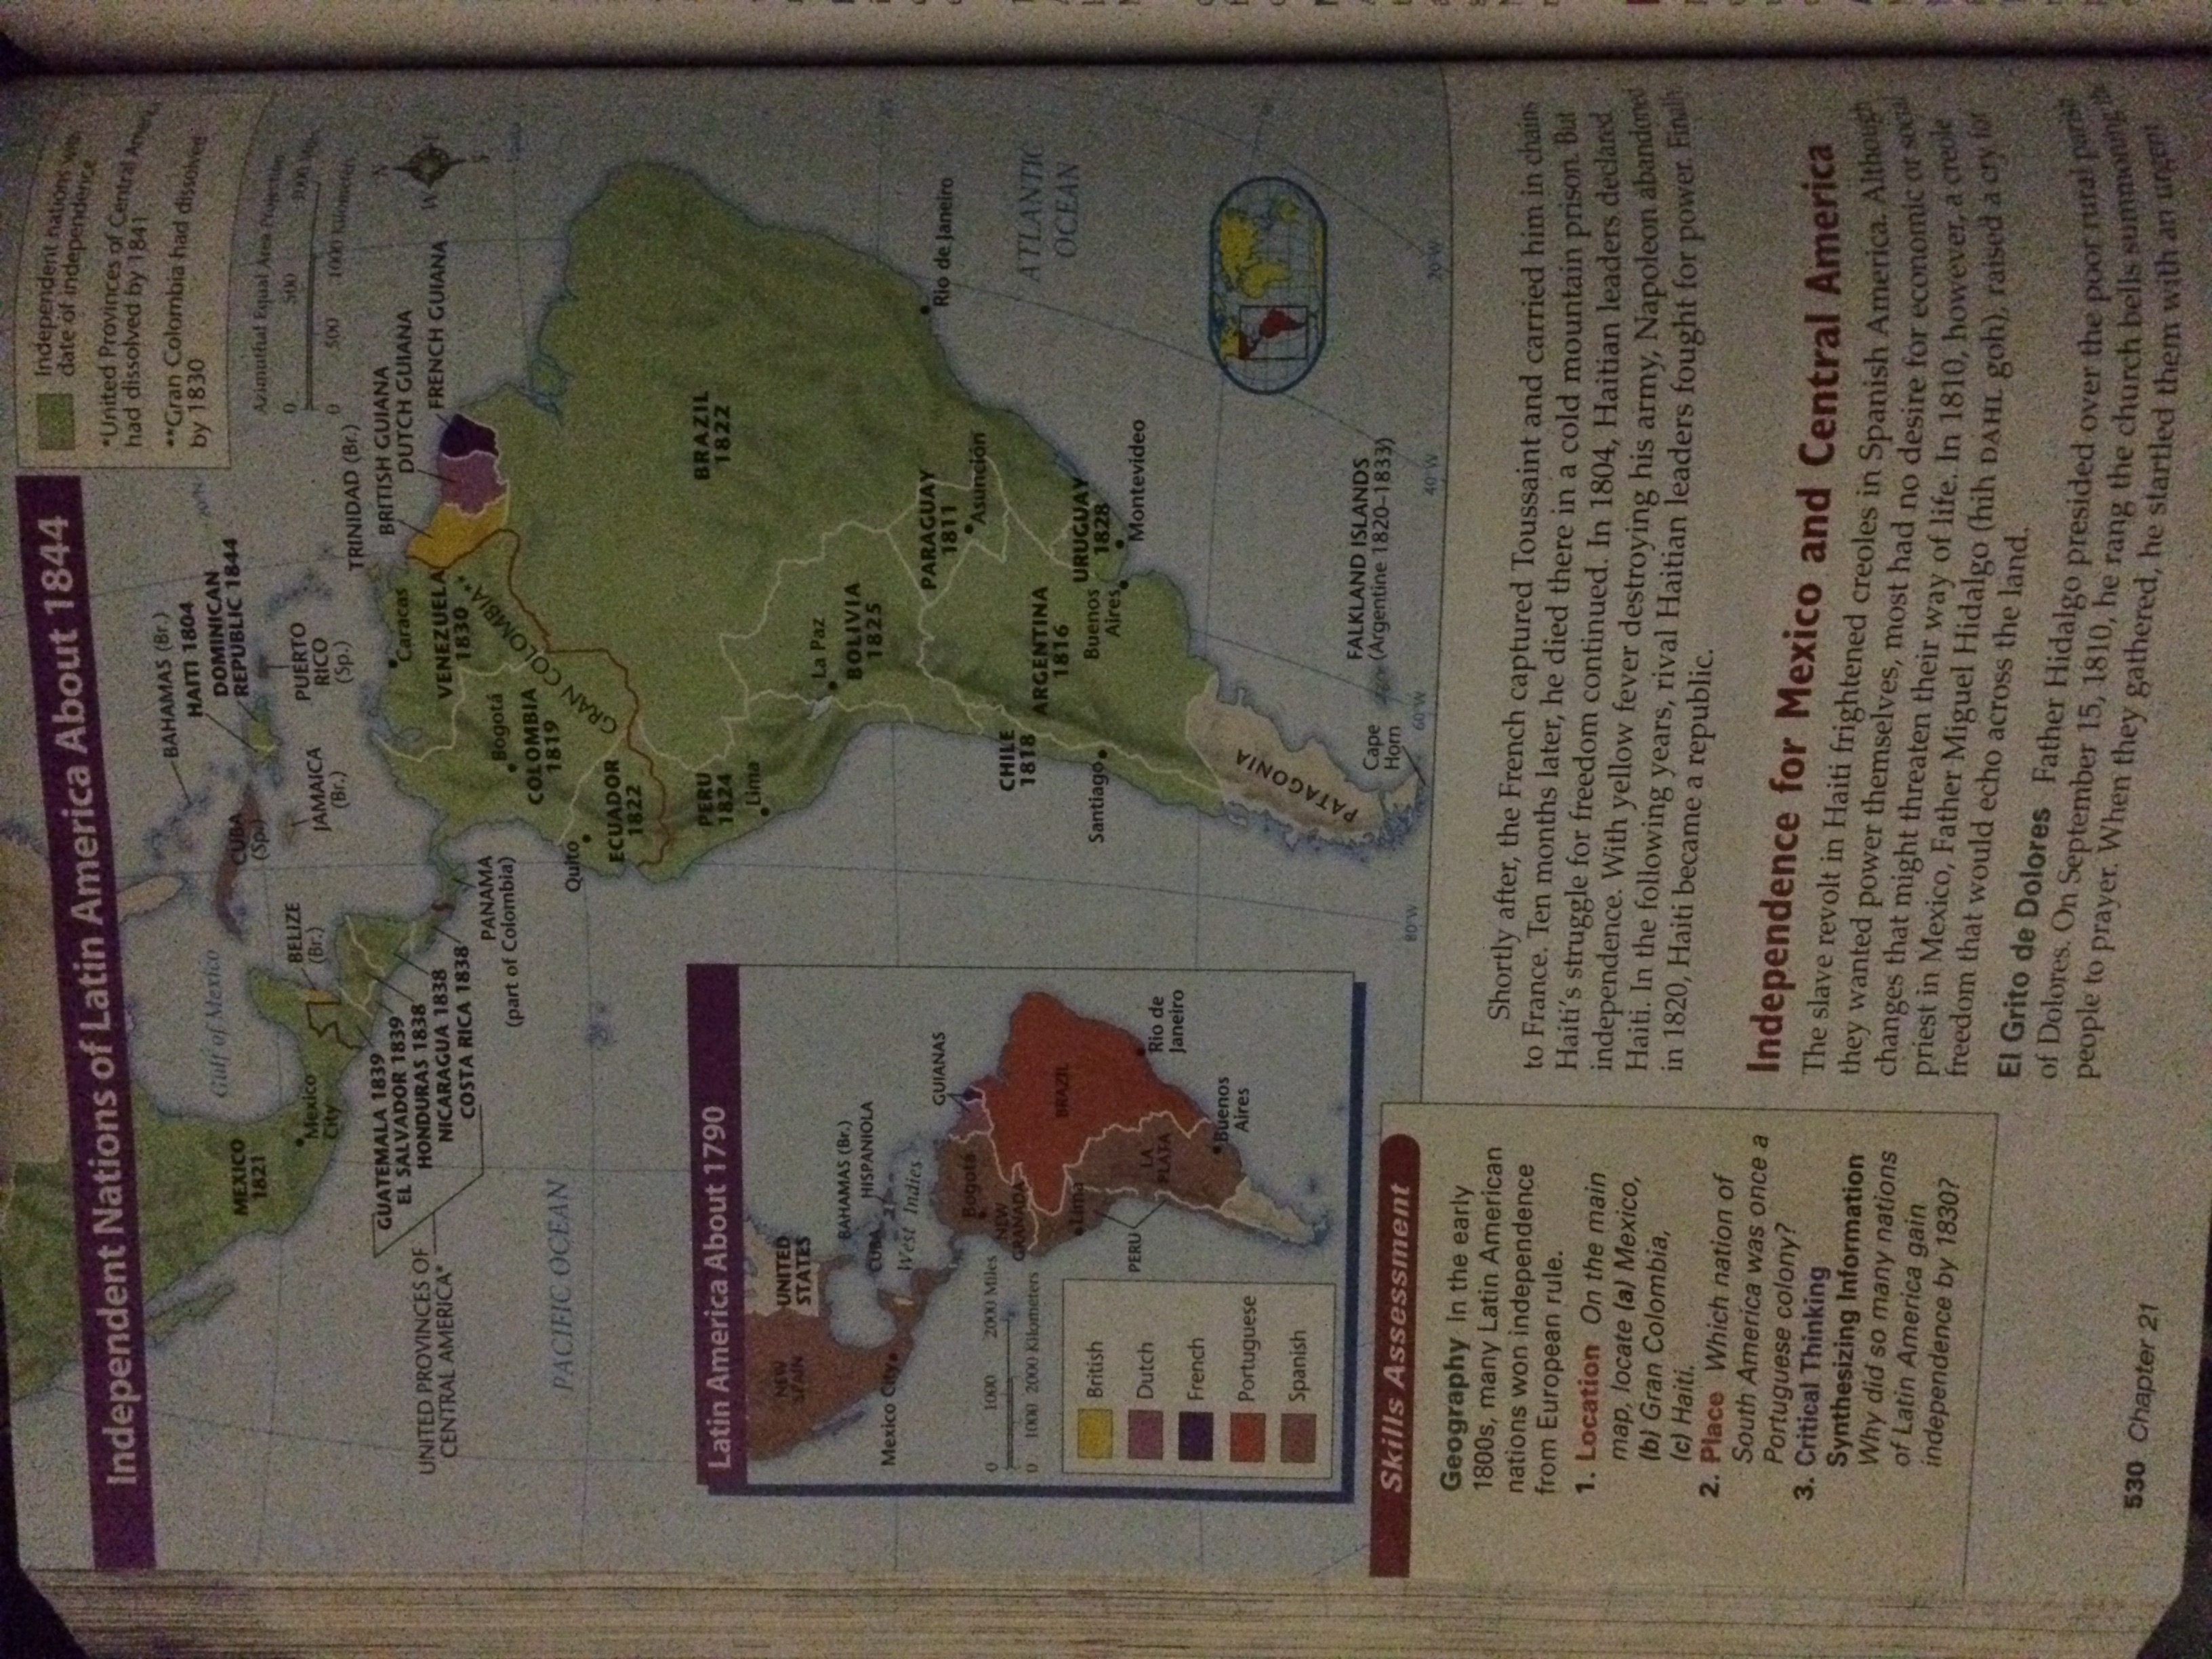 Independent Nations of Latin America About 1844
Independent nations with
date of independence
*United Provinces of Central America
had dissolved by 1841
**Gran Colombia had dissolved
by 1830
Azimuthal Equal Area Projection
0 500 1000 Miles
0 500 1000 Kilometers
N
W E
S
BAHAMAS (Br.)
HAITI 1804
DOMINICAN
REPUBLIC 1844
Gulf of Mexico
MEXICO
1821
CUBA
(Sp.)
Mexico
City
BELIZE
(Br.)
JAMAICA
(Br.)
PUERTO
RICO
(Sp.)
TRINIDAD (Br.)
BRITISH GUIANA
DUTCH GUIANA
FRENCH GUIANA
GUATEMALA 1839
EL SALVADOR 1839
HONDURAS 1838
NICARAGUA 1838
COSTA RICA 1838
UNITED PROVINCES OF
CENTRAL AMERICA*
PANAMA
(part of Colombia)
Caracas
VENEZUELA
1830
Bogotá
COLOMBIA
1819
GRAN COLOMBIA**
PACIFIC OCEAN
Quito
ECUADOR
1822
PERU
1824
Lima
BRAZIL
1822
La Paz
BOLIVIA
1825
PARAGUAY
1811
Asunción
Rio de Janeiro
CHILE
1818
ARGENTINA
1816
ATLANTIC
OCEAN
Santiago
Buenos
Aires
URUGUAY
1828
Montevideo
PATAGONIA
FALKLAND ISLANDS
(Argentine 1820–1833)
Cape
Horn
80°W
60°W
40°W
20°W
Latin America About 1790
NEW
SPAIN
UNITED
STATES
BAHAMAS (Br.)
CUBA
HISPANIOLA
Mexico City
West Indies
GUIANAS
Bogotá
NEW
GRANADA
0 1000 2000 Miles
0 1000 2000 Kilometers
BRAZIL
Lima
PERU
LA
PLATA
Rio de
Janeiro
Buenos
Aires
British
Dutch
French
Portuguese
Spanish
Skills Assessment
Geography In the early
1800s, many Latin American
nations won independence
from European rule.
1. Location On the main
map, locate (a) Mexico,
(b) Gran Colombia,
(c) Haiti.
2. Place Which nation of
South America was once a
Portuguese colony?
3. Critical Thinking
Synthesizing Information
Why did so many nations
of Latin America gain
independence by 1830?
Shortly after, the French captured Toussaint and carried him in chains
to France. Ten months later, he died there in a cold mountain prison. But
Haiti's struggle for freedom continued. In 1804, Haitian leaders declared
independence. With yellow fever destroying his army, Napoleon abandoned
Haiti. In the following years, rival Haitian leaders fought for power. Finally,
in 1820, Haiti became a republic.
Independence for Mexico and Central America
The slave revolt in Haiti frightened creoles in Spanish America. Although
they wanted power themselves, most had no desire for economic or social
changes that might threaten their way of life. In 1810, however, a creole
priest in Mexico, Father Miguel Hidalgo (hih DAHL goh), raised a cry for
freedom that would echo across the land.
El Grito de Dolores Father Hidalgo presided over the poor rural parish
of Dolores. On September 15, 1810, he rang the church bells summoning the
people to prayer. When they gathered, he startled them with an urgent
530 Chapter 21